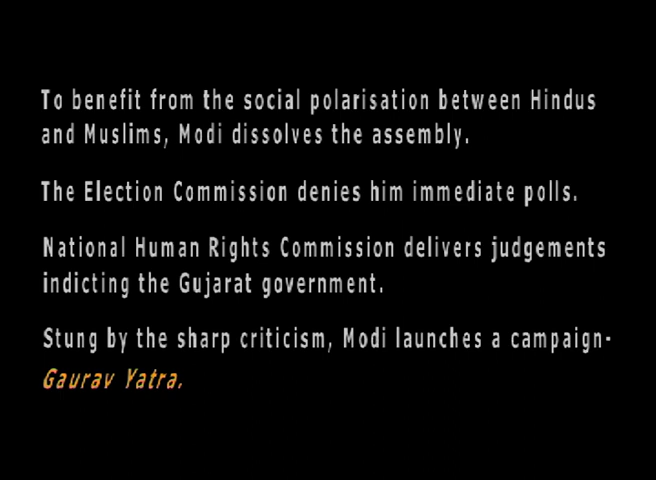 To benefit from the social polarisation between Hindus
and Muslims, Modi dissolves the assembly.
The Election Commission denies him immediate polls.
National Human Rights Commission delivers judgements
indicting the Gujarat government.
Stung by the sharp criticism, Modi launches a campaign-
Gaurav Yatra.